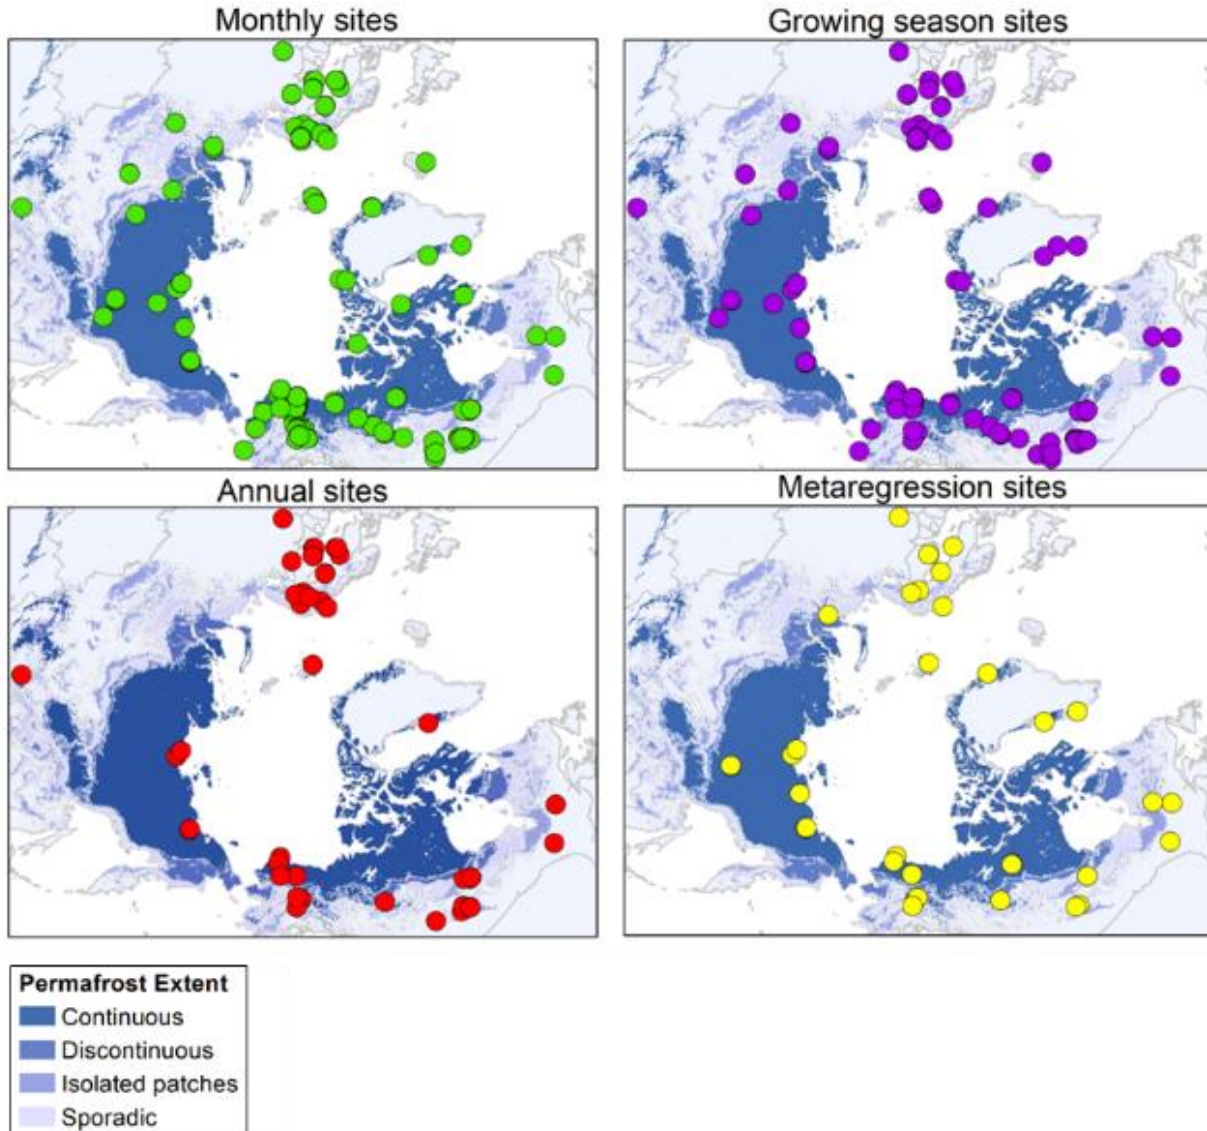 Monthly sites
Growing season sites
Annual sites
Metaregression sites
Permafrost Extent
Continuous
Discontinuous
Isolated patches
Sporadic